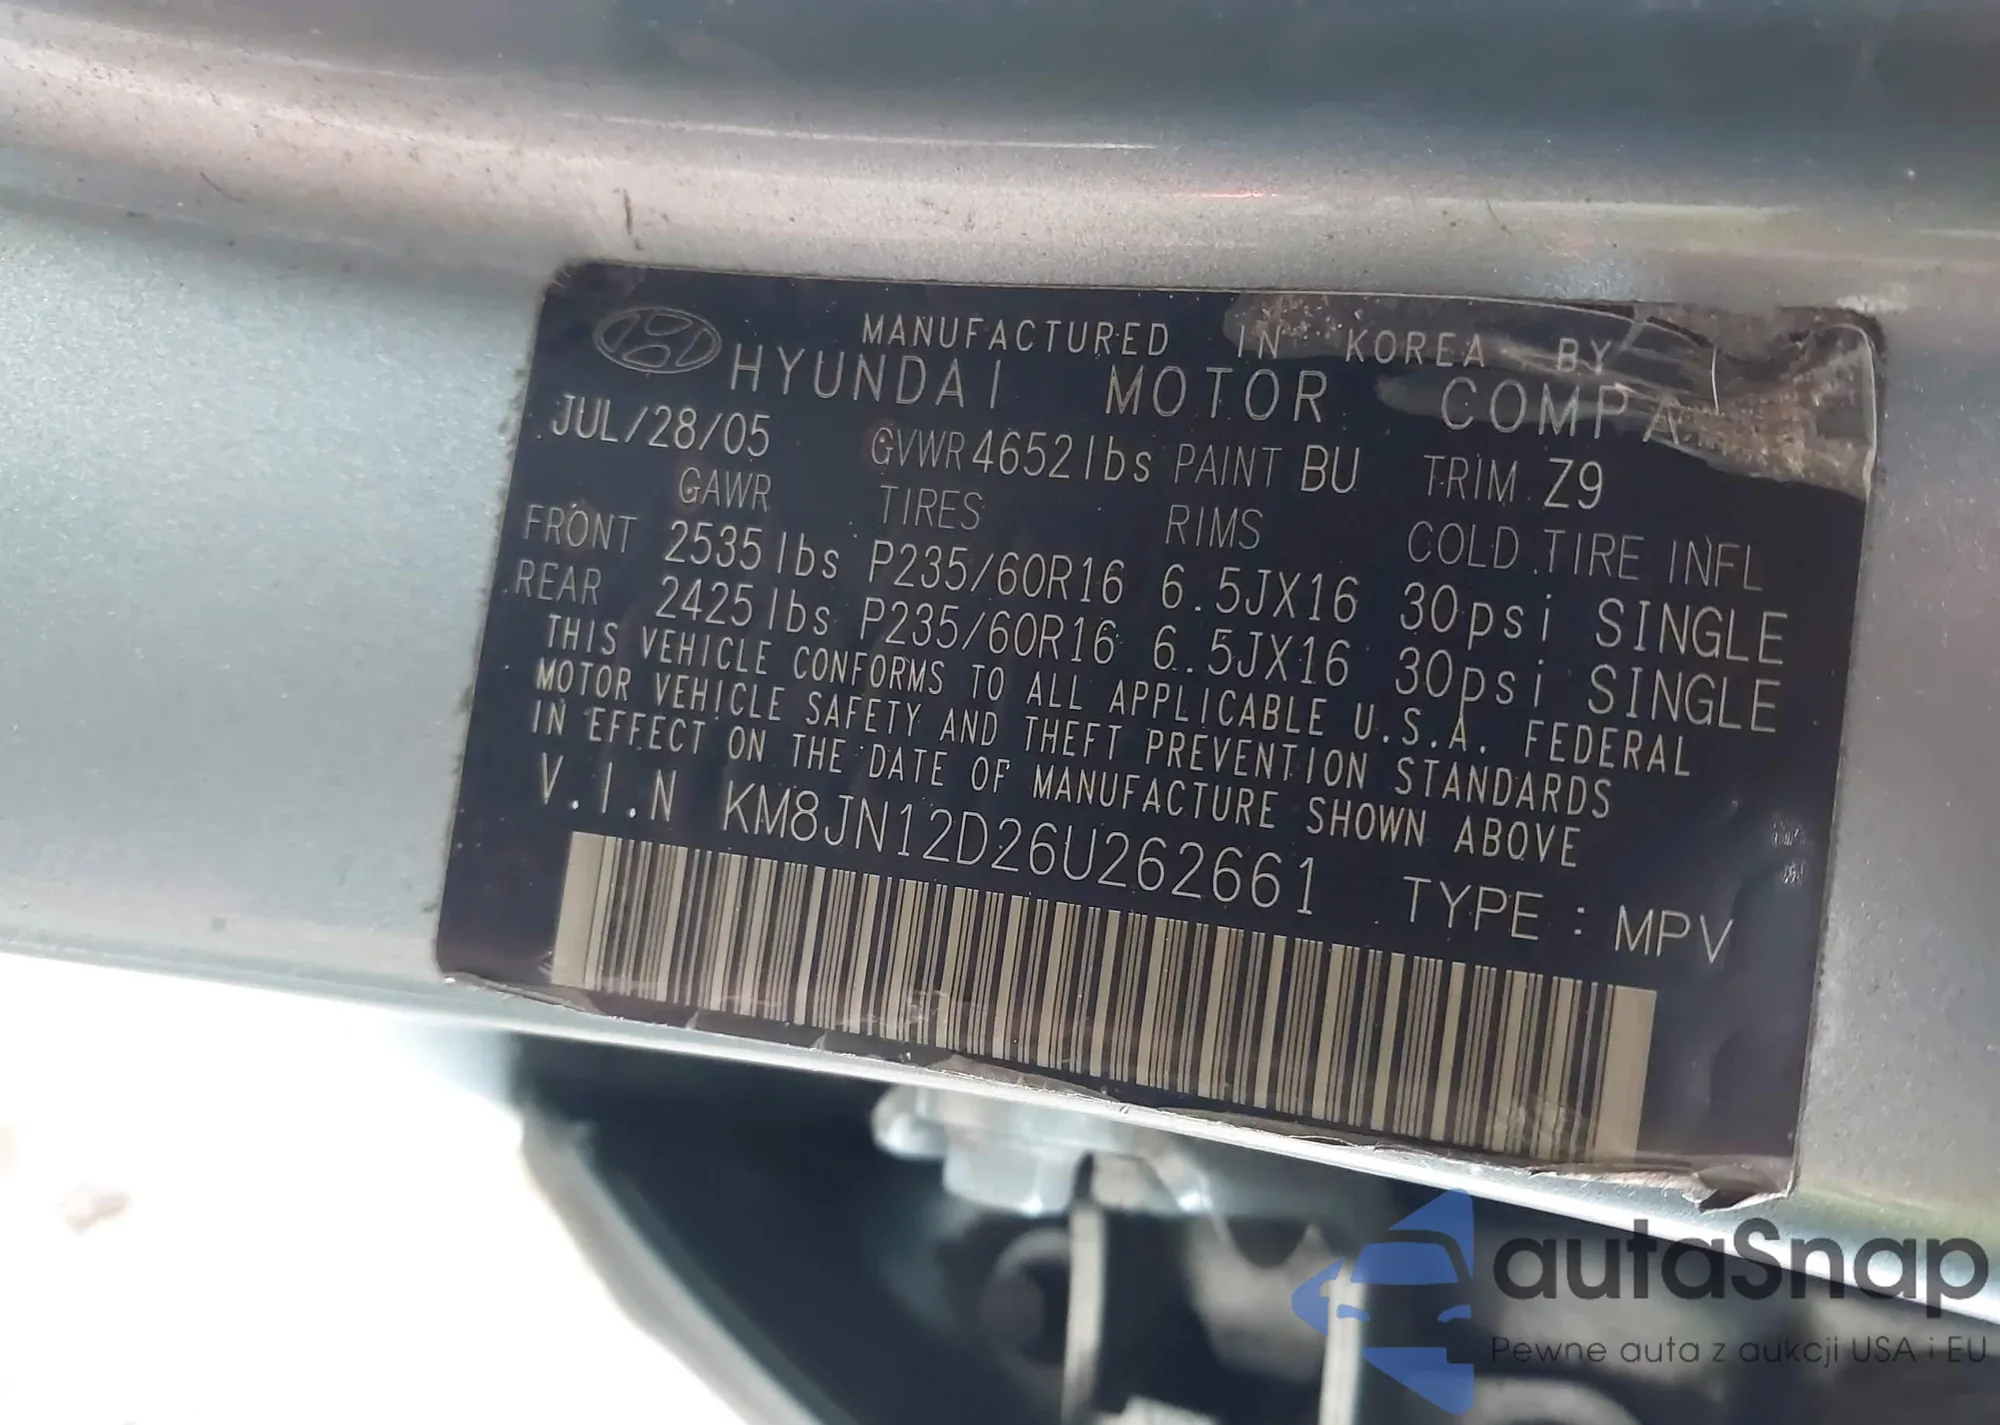 MANUFACTURED IN KOREA BY
HYUNDAI MOTOR COMPA
JUL/28/05 GVWR 4652 lbs PAINT BU TRIM Z9
GAWR TIRES RIMS COLD TIRE INFL
FRONT 2535 lbs P235/60R16 6.5JX16 30psi SINGLE
REAR 2425 lbs P235/60R16 6.5JX16 30psi SINGLE
THIS VEHICLE CONFORMS TO ALL APPLICABLE U.S.A. FEDERAL
MOTOR VEHICLE SAFETY AND THEFT PREVENTION STANDARDS
IN EFFECT ON THE DATE OF MANUFACTURE SHOWN ABOVE
V.I.N KM8JN12D26U262661 TYPE : MPV
autaSnap
Pewne auta z aukcji USA i EU